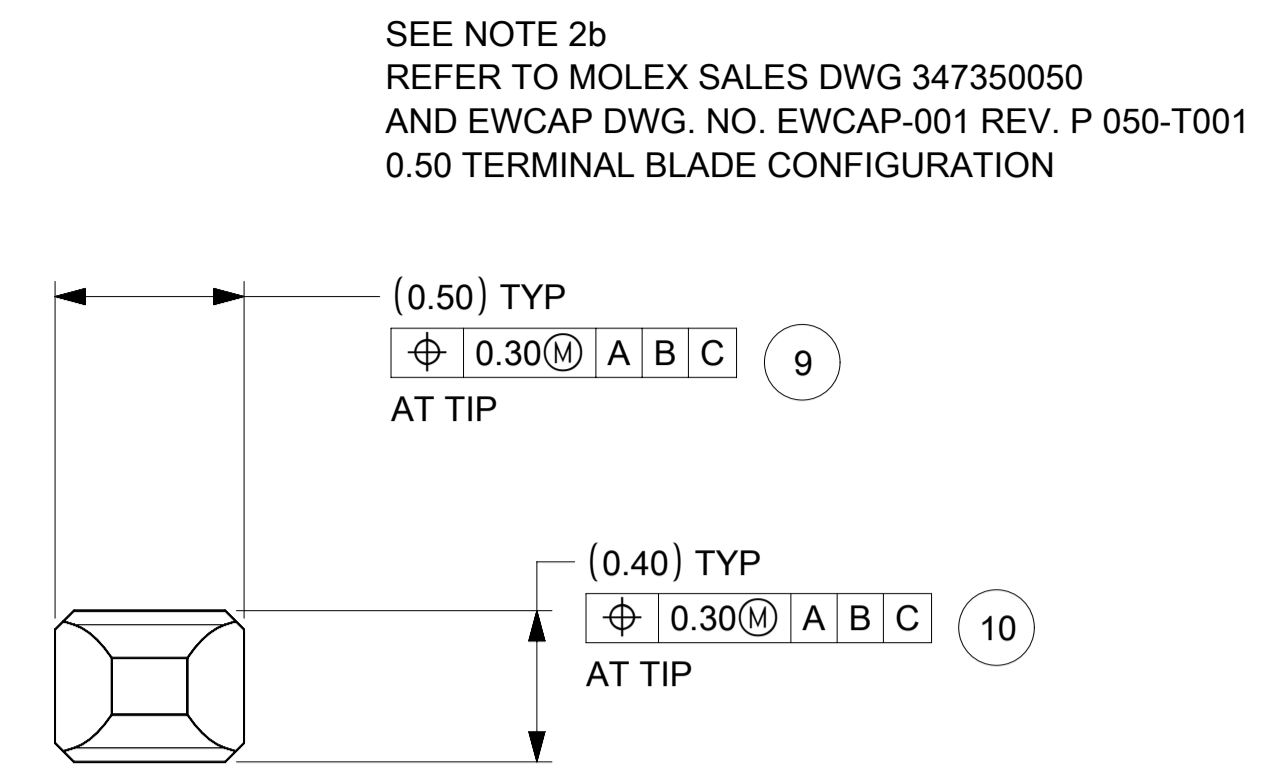 SEE NOTE 2b
REFER TO MOLEX SALES DWG 347350050
AND EWCAP DWG. NO. EWCAP-001 REV. P 050-T001
0.50 TERMINAL BLADE CONFIGURATION
(0.50) TYP
⌖ 0.30Ⓜ A B C 9
AT TIP
(0.40) TYP
⌖ 0.30Ⓜ A B C 10
AT TIP